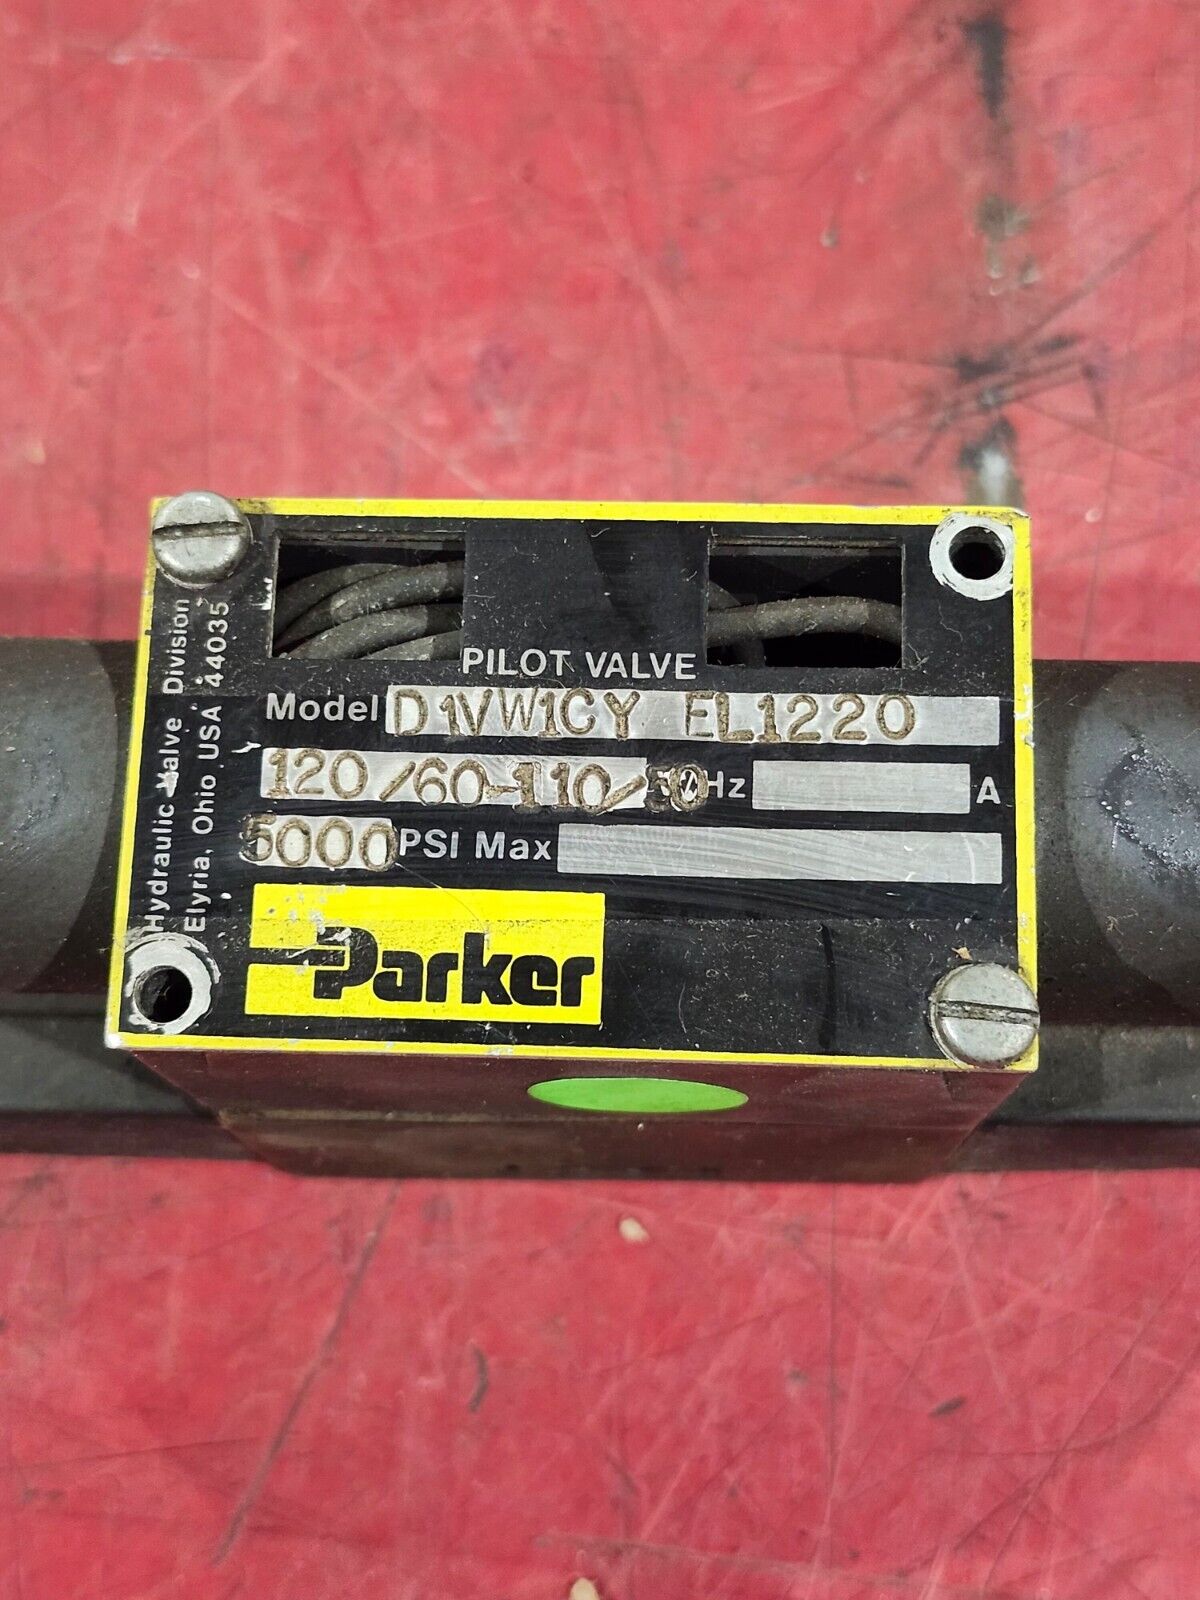 PILOT VALVE
Model D1VW1CY EL1220
120/60-110/50 Hz A
5000 PSI Max
Parker
Hydraulic Valve Division
Elyria, Ohio USA 44035